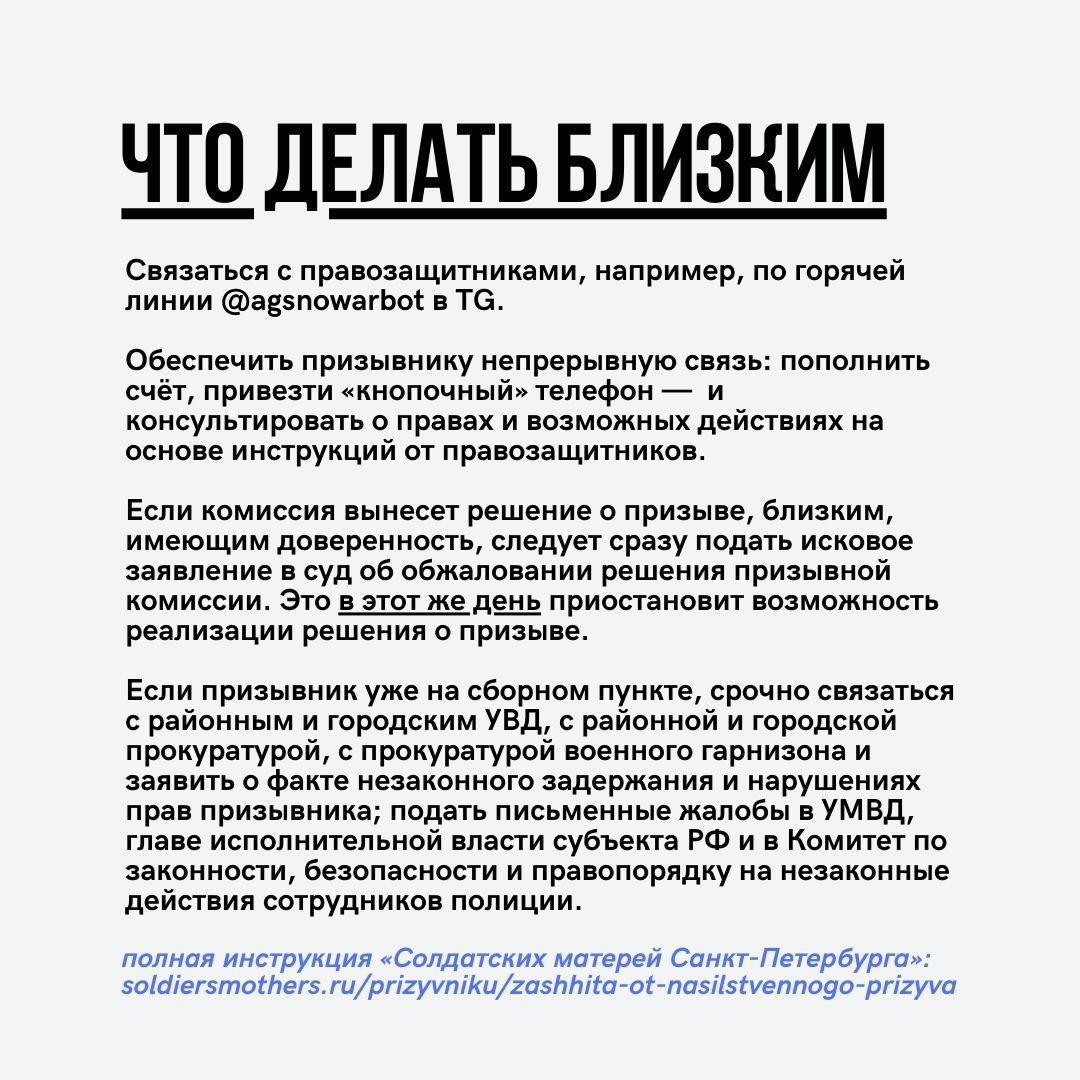 ЧТО ДЕЛАТЬ БЛИЗКИМ
Связаться с правозащитниками, например, по горячей
линии @agsnowarbot в TG.
Обеспечить призывнику непрерывную связь: пополнить
счёт, привезти «кнопочный» телефон — и
консультировать о правах и возможных действиях на
основе инструкций от правозащитников.
Если комиссия вынесет решение о призыве, близким,
имеющим доверенность, следует сразу подать исковое
заявление в суд об обжаловании решения призывной
комиссии. Это в этот же день приостановит возможность
реализации решения о призыве.
Если призывник уже на сборном пункте, срочно связаться
с районным и городским УВД, с районной и городской
прокуратурой, с прокуратурой военного гарнизона и
заявить о факте незаконного задержания и нарушениях
прав призывника; подать письменные жалобы в УМВД,
главе исполнительной власти субъекта РФ и в Комитет по
законности, безопасности и правопорядку на незаконные
действия сотрудников полиции.
полная инструкция «Солдатских матерей Санкт-Петербурга»:
soldiersmothers.ru/prizyvniku/zashhita-ot-nasilstvennogo-prizyva